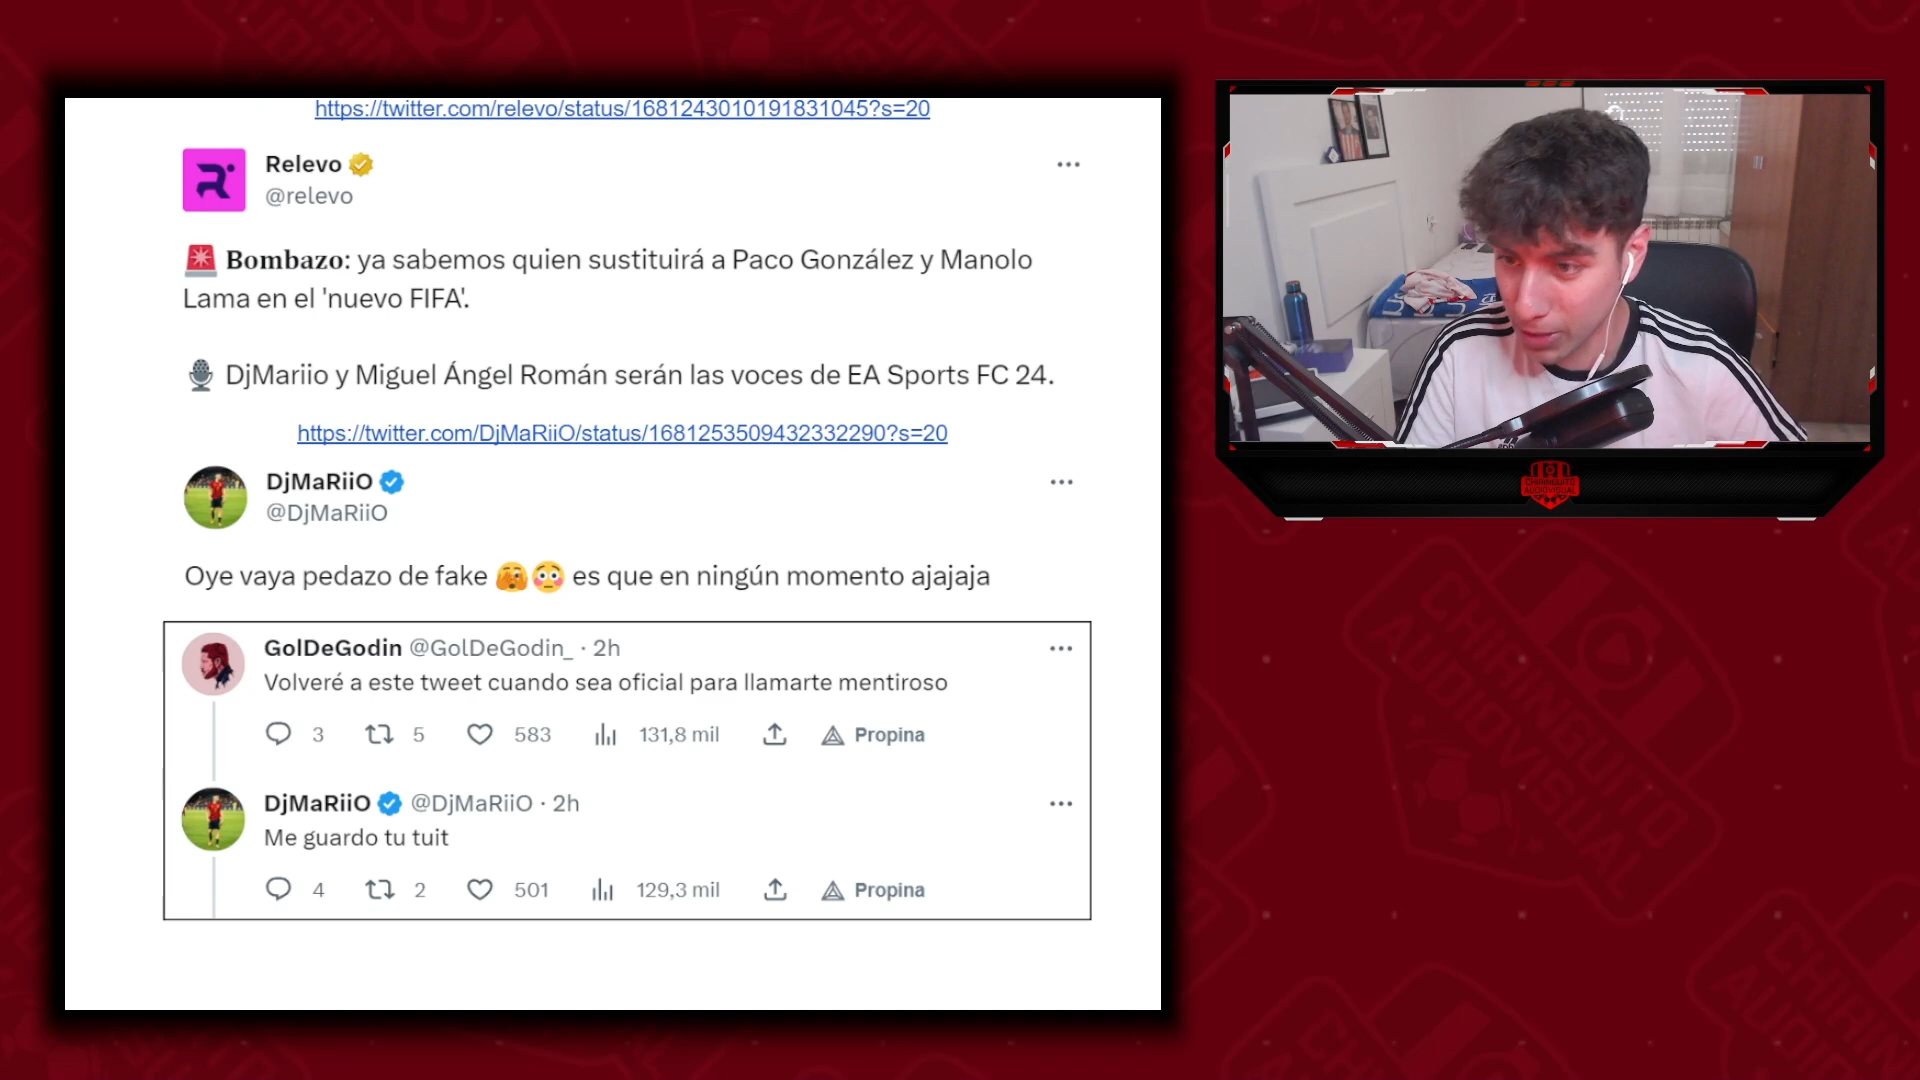 https://twitter.com/relevo/status/1681243010191831045?s=20
Relevo
@relevo
Bombazo: ya sabemos quien sustituirá a Paco González y Manolo
Lama en el 'nuevo FIFA'.
DjMariio y Miguel Ángel Román serán las voces de EA Sports FC 24.
https://twitter.com/DjMaRiiO/status/1681253509432332290?s=20
DjMaRiiO
@DjMaRiiO
Oye vaya pedazo de fake 🫣😳 es que en ningún momento ajajaja
GolDeGodin @GolDeGodin_ · 2h
Volveré a este tweet cuando sea oficial para llamarte mentiroso
3 5 583 131,8 mil Propina
DjMaRiiO @DjMaRiiO · 2h
Me guardo tu tuit
4 2 501 129,3 mil Propina
CHIRINGUITO
AUDIOVISUAL
CHIRINGUITO
AUDIOVISUAL